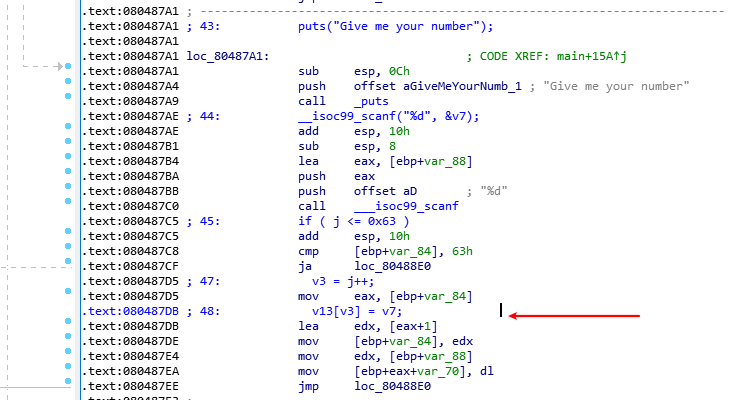 .text:080487A1 ; ---------------------------------------------------------------------------
.text:080487A1 ; 43:       puts("Give me your number");
.text:080487A1
.text:080487A1 loc_80487A1:                            ; CODE XREF: main+15A↑j
.text:080487A1                 sub     esp, 0Ch
.text:080487A4                 push    offset aGiveMeYourNumb_1 ; "Give me your number"
.text:080487A9                 call    _puts
.text:080487AE ; 44:       __isoc99_scanf("%d", &v7);
.text:080487AE                 add     esp, 10h
.text:080487B1                 sub     esp, 8
.text:080487B4                 lea     eax, [ebp+var_88]
.text:080487BA                 push    eax
.text:080487BB                 push    offset aD       ; "%d"
.text:080487C0                 call    ___isoc99_scanf
.text:080487C5 ; 45:       if ( j <= 0x63 )
.text:080487C5                 add     esp, 10h
.text:080487C8                 cmp     [ebp+var_84], 63h
.text:080487CF                 ja      loc_80488E0
.text:080487D5 ; 47:         v3 = j++;
.text:080487D5                 mov     eax, [ebp+var_84]
.text:080487DB ; 48:         v13[v3] = v7;
.text:080487DB                 lea     edx, [eax+1]
.text:080487DE                 mov     [ebp+var_84], edx
.text:080487E4                 mov     edx, [ebp+var_88]
.text:080487EA                 mov     [ebp+eax+var_70], dl
.text:080487EE                 jmp     loc_80488E0